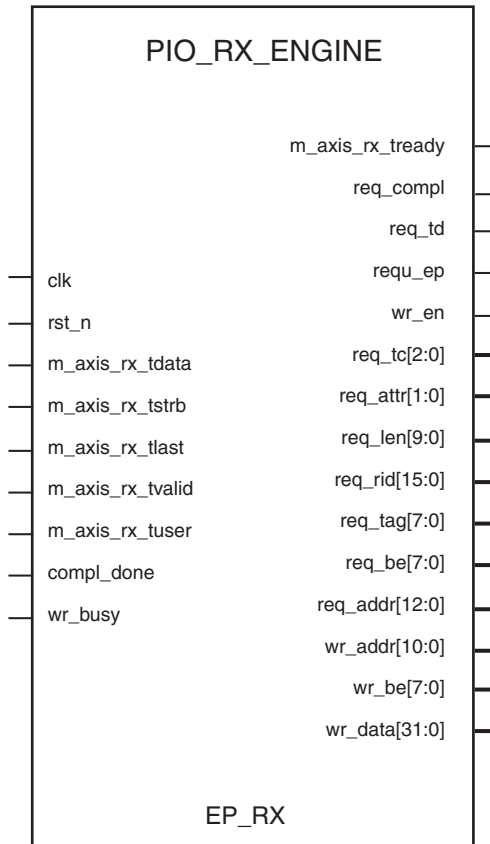 PIO_RX_ENGINE
m_axis_rx_tready
req_compl
req_td
requ_ep
wr_en
req_tc[2:0]
req_attr[1:0]
req_len[9:0]
req_rid[15:0]
req_tag[7:0]
req_be[7:0]
req_addr[12:0]
wr_addr[10:0]
wr_be[7:0]
wr_data[31:0]
clk
rst_n
m_axis_rx_tdata
m_axis_rx_tstrb
m_axis_rx_tlast
m_axis_rx_tvalid
m_axis_rx_tuser
compl_done
wr_busy
EP_RX